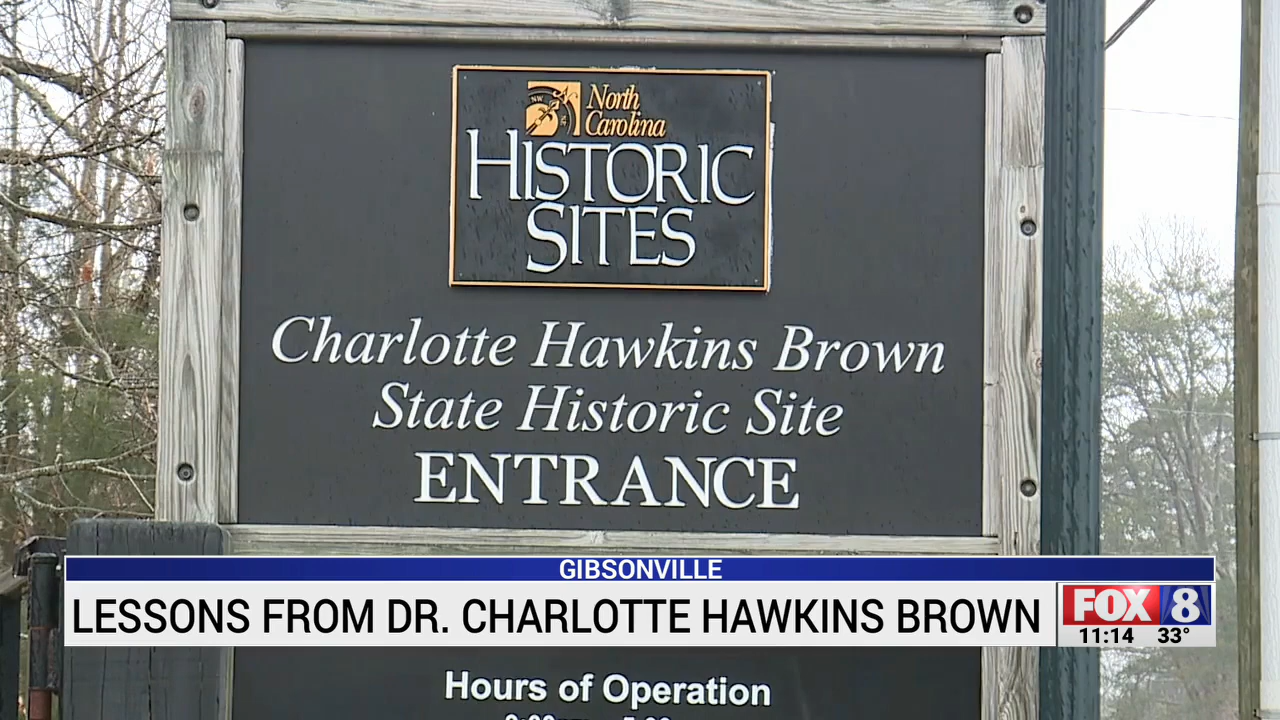 North
Carolina
HISTORIC
SITES
Charlotte Hawkins Brown
State Historic Site
ENTRANCE
GIBSONVILLE
LESSONS FROM DR. CHARLOTTE HAWKINS BROWN
FOX 8
11:14 33°
Hours of Operation